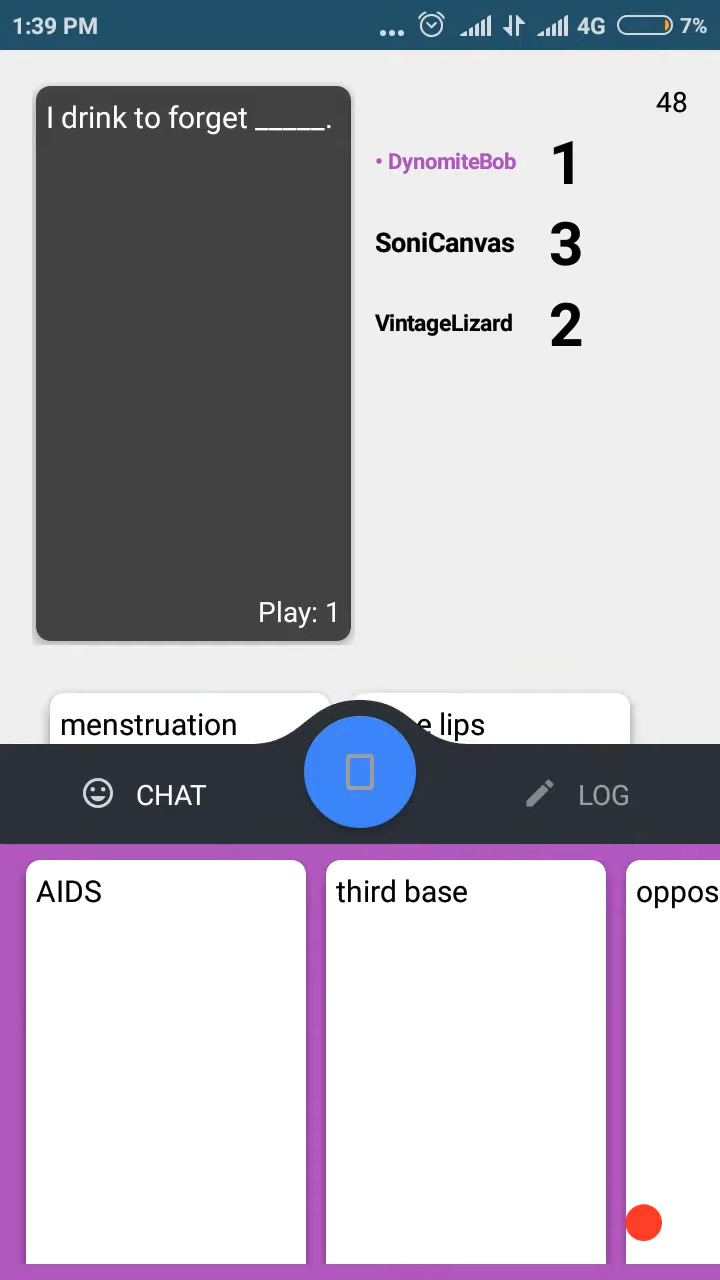 1:39 PM
... 4G 7%
I drink to forget _____.
Play: 1
48
• DynomiteBob 1
SoniCanvas 3
VintageLizard 2
menstruation
lips
CHAT
LOG
AIDS
third base
oppos